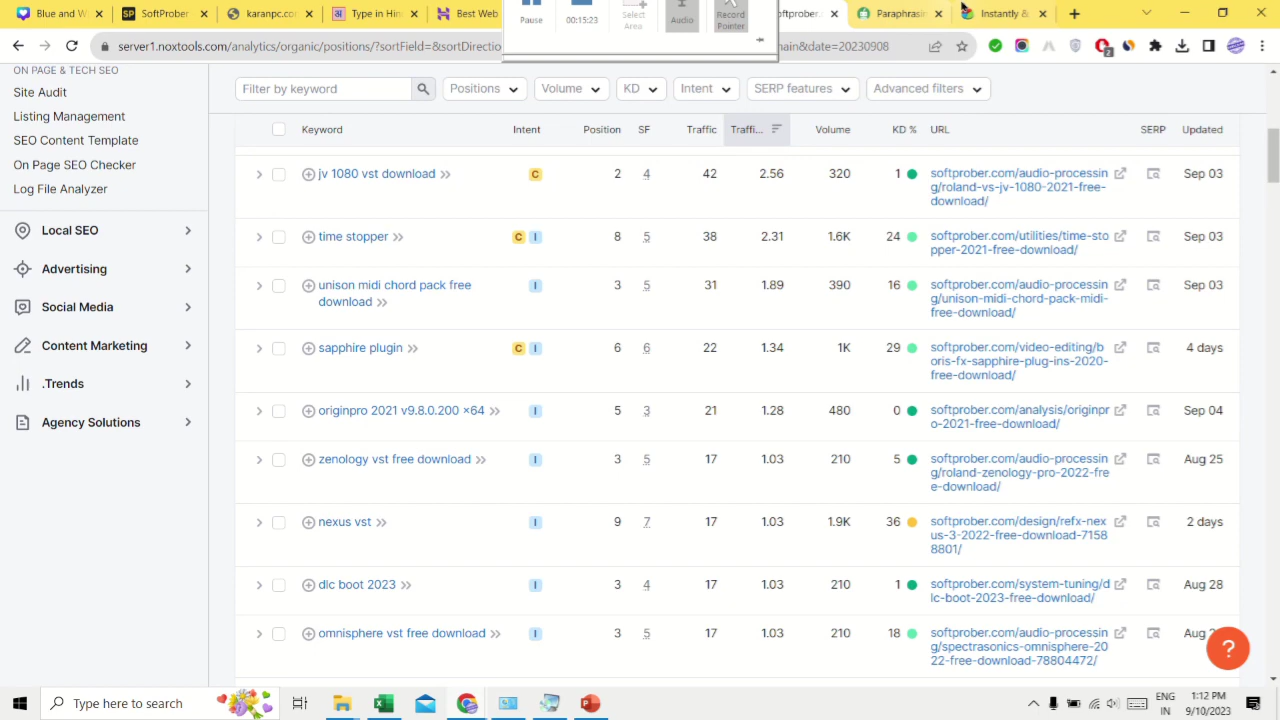 Blue and W
SoftProber
karanpc.co
Type in Hin
Best Web
oftprober.
Paraphrasin
Instantly &
Pause
00:15:23
Select
Area
Audio
Record
Pointer
server1.noxtools.com/analytics/organic/positions/?sortField=&sortDirectio
nain&date=20230908
2
ON PAGE & TECH SEO
Site Audit
Listing Management
SEO Content Template
On Page SEO Checker
Log File Analyzer
Local SEO
Advertising
Social Media
Content Marketing
.Trends
Agency Solutions
Filter by keyword
Positions
Volume
KD
Intent
SERP features
Advanced filters
Keyword Intent Position SF Traffic Traffi... Volume KD % URL SERP Updated
jv 1080 vst download C 2 4 42 2.56 320 1 softprober.com/audio-processin Sep 03
g/roland-vs-jv-1080-2021-free-
download/
time stopper C I 8 5 38 2.31 1.6K 24 softprober.com/utilities/time-sto Sep 03
pper-2021-free-download/
unison midi chord pack free I 3 5 31 1.89 390 16 softprober.com/audio-processin Sep 03
download g/unison-midi-chord-pack-midi-
free-download/
sapphire plugin C I 6 6 22 1.34 1K 29 softprober.com/video-editing/b 4 days
oris-fx-sapphire-plug-ins-2020-
free-download/
originpro 2021 v9.8.0.200 ×64 I 5 3 21 1.28 480 0 softprober.com/analysis/originpr Sep 04
o-2021-free-download/
zenology vst free download I 3 5 17 1.03 210 5 softprober.com/audio-processin Aug 25
g/roland-zenology-pro-2022-fre
e-download/
nexus vst I 9 7 17 1.03 1.9K 36 softprober.com/design/refx-nex 2 days
us-3-2022-free-download-7158
8801/
dlc boot 2023 I 3 4 17 1.03 210 1 softprober.com/system-tuning/d Aug 28
lc-boot-2023-free-download/
omnisphere vst free download I 3 5 17 1.03 210 18 softprober.com/audio-processin Aug
g/spectrasonics-omnisphere-20
22-free-download-78804472/
?
Type here to search
ENG
IN
1:12 PM
9/10/2023